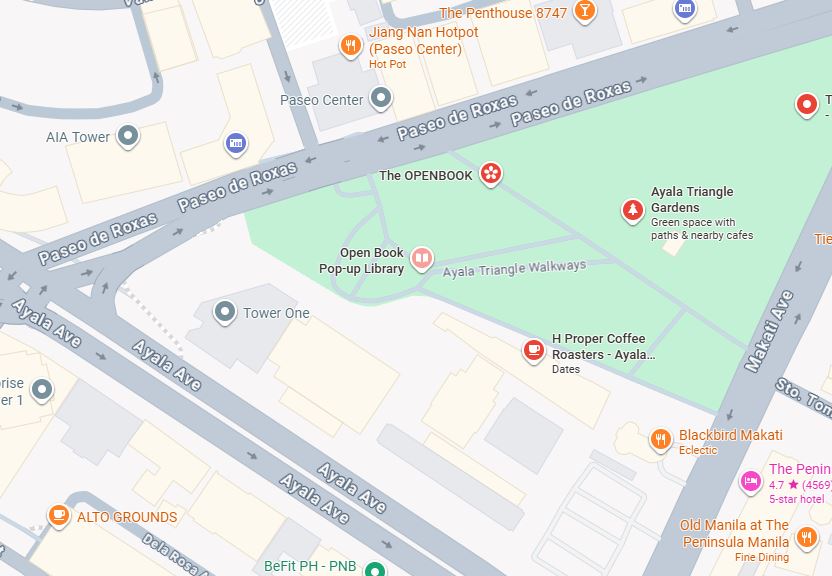 The Penthouse 8747
Jiang Nan Hotpot
(Paseo Center)
Hot Pot
Paseo Center
AIA Tower
Paseo de Roxas
Paseo de Roxas
Paseo de Roxas
Paseo de Roxas
The OPENBOOK
Ayala Triangle
Gardens
Green space with
paths & nearby cafes
Open Book
Pop-up Library
Ayala Triangle Walkways
Ayala Ave
Ayala Ave
Tower One
H Proper Coffee
Roasters - Ayala...
Dates
Makati Ave
Sto. Tom
Blackbird Makati
Eclectic
The Penin
4.7 ★ (4569)
5-star hotel
Ayala Ave
Ayala Ave
ALTO GROUNDS
Dela Rosa
Old Manila at The
Peninsula Manila
Fine Dining
BeFit PH - PNB